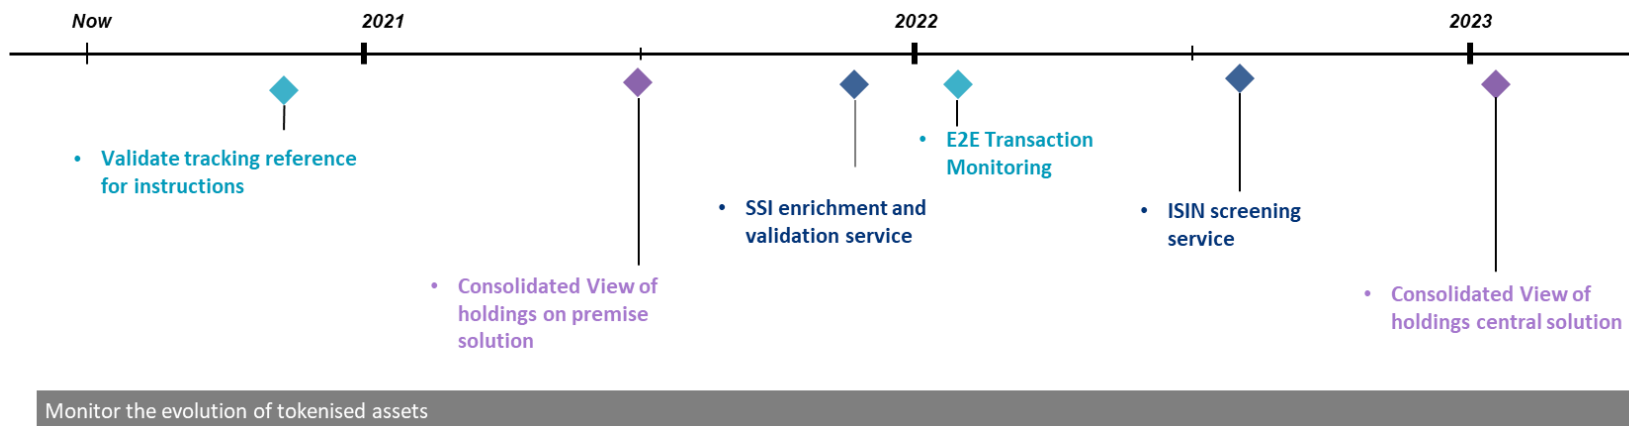 Now
2021
2022
2023
• Validate tracking reference
for instructions
• Consolidated View of
holdings on premise
solution
• SSI enrichment and
validation service
• E2E Transaction
Monitoring
• ISIN screening
service
• Consolidated View of
holdings central solution
Monitor the evolution of tokenised assets